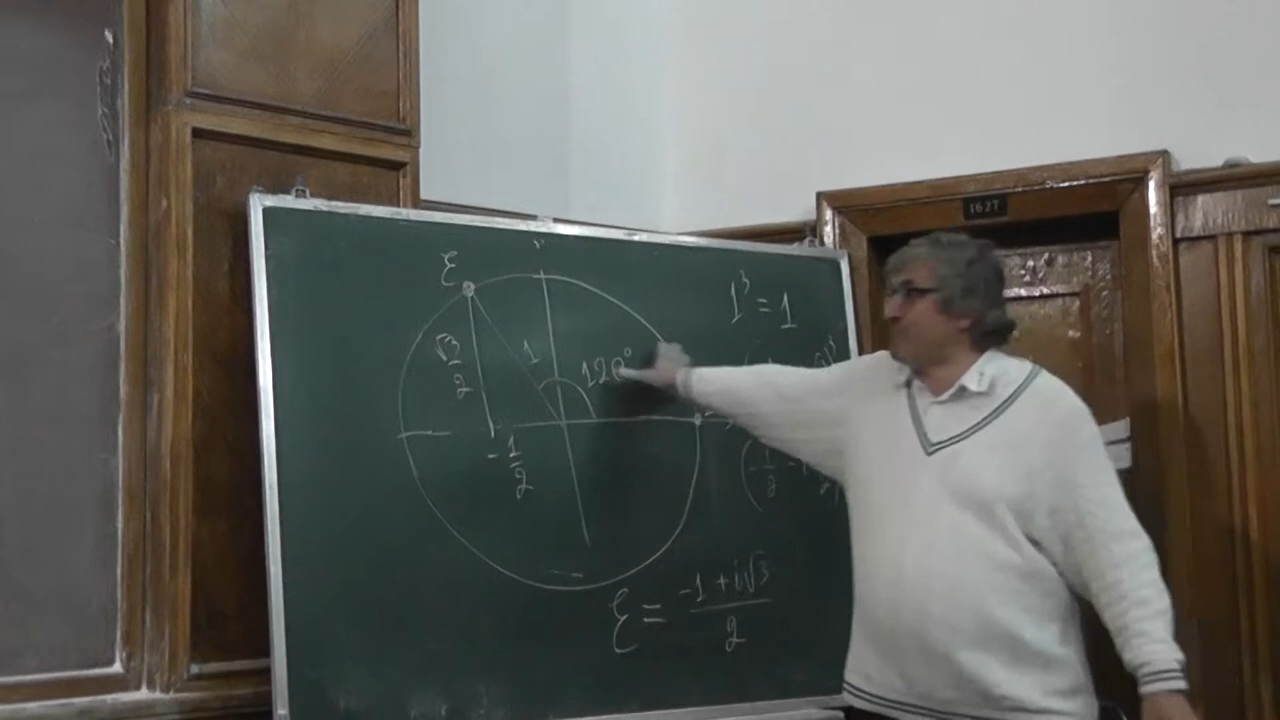 1627
ε
1³ = 1
√3/2
1
120°
-1/2
ε = (-1 + i√3)/2